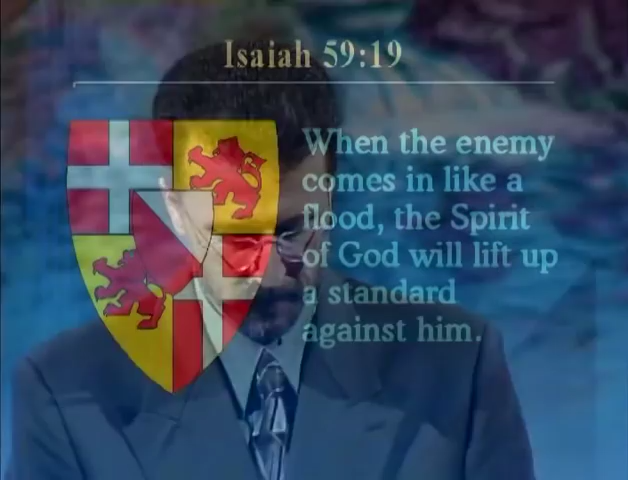 Isaiah 59:19
When the enemy
comes in like a
flood, the Spirit
of God will lift up
a standard
against him.